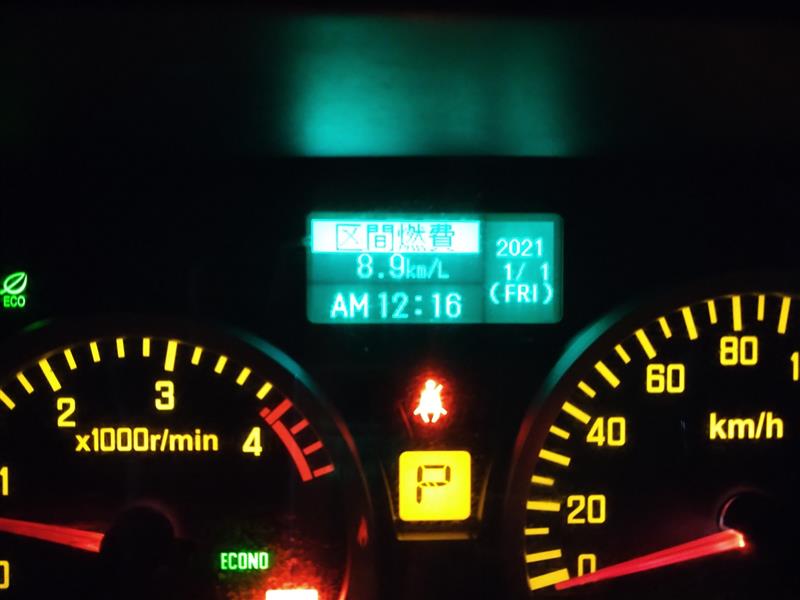 区間燃費
8.9km/L
AM 12:16
2021
1/ 1
(FRI)
ECO
1
2
3
4
x1000r/min
0
ECONO
P
0
20
40
60
80
1
km/h